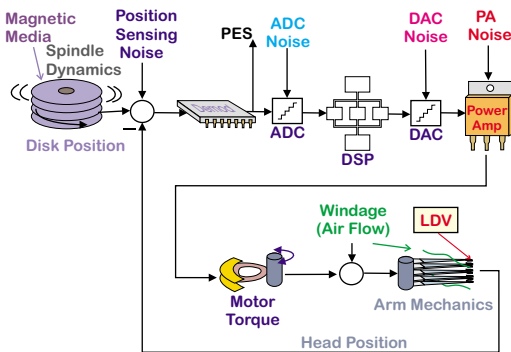 Magnetic
Media
Spindle
Dynamics
Position
Sensing
Noise
PES
ADC
Noise
DAC
Noise
PA
Noise
Demod
Disk Position
ADC
DSP
DAC
Power
Amp
Windage
(Air Flow)
LDV
Motor
Torque
Arm Mechanics
Head Position